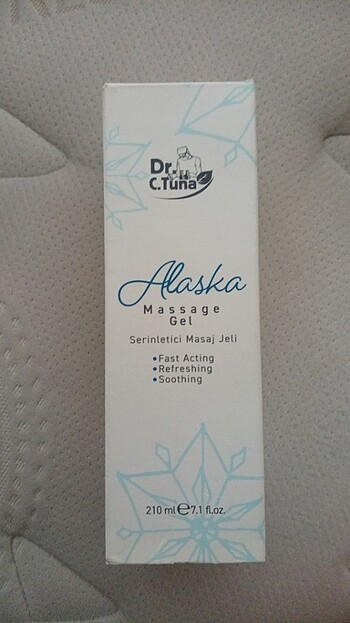 Dr.
C.Tuna
Alaska
Massage
Gel
Serinletici Masaj Jeli
•Fast Acting
•Refreshing
•Soothing
210 ml ℮ 7.1 fl.oz.